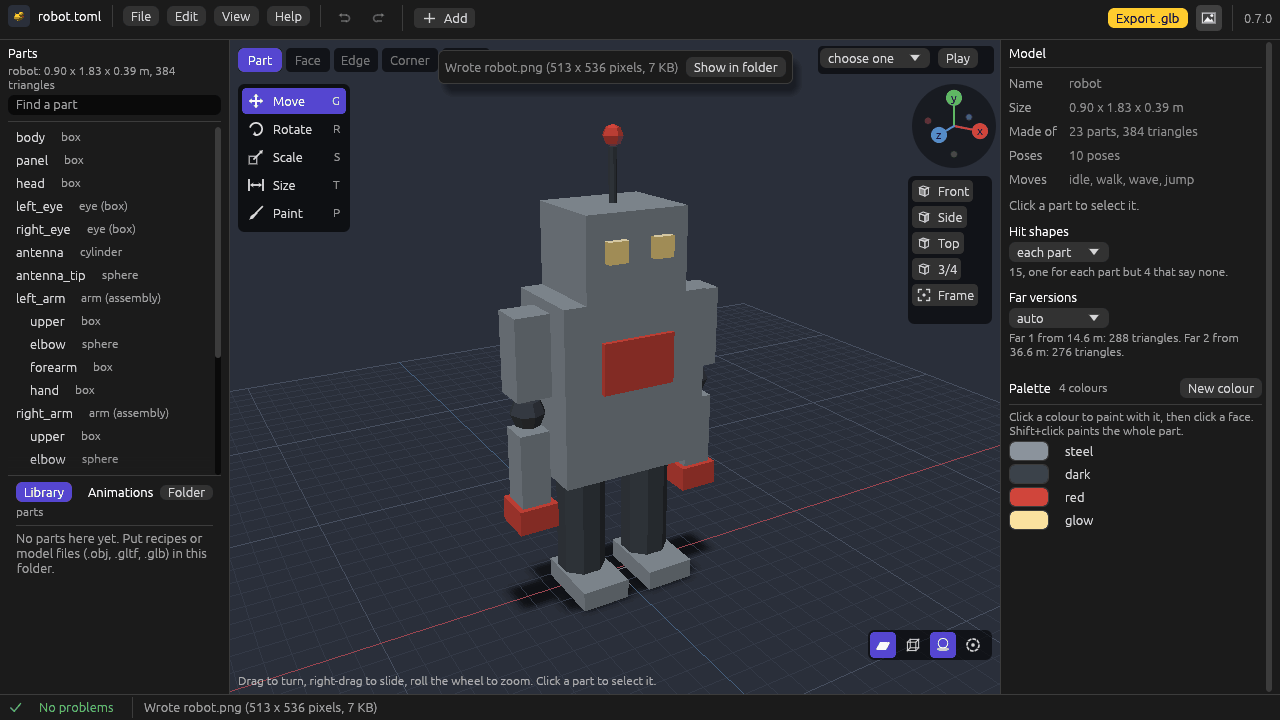 robot.toml
File
Edit
View
Help
Add
Export .glb
0.7.0
Parts
robot: 0.90 x 1.83 x 0.39 m, 384
triangles
Find a part
body box
panel box
head box
left_eye eye (box)
right_eye eye (box)
antenna cylinder
antenna_tip sphere
left_arm arm (assembly)
upper box
elbow sphere
forearm box
hand box
right_arm arm (assembly)
upper box
elbow sphere
Library
Animations
Folder
parts
No parts here yet. Put recipes or
model files (.obj, .gltf, .glb) in this
folder.
Part
Face
Edge
Corner
Wrote robot.png (513 x 536 pixels, 7 KB)
Show in folder
choose one
Play
Move G
Rotate R
Scale S
Size T
Paint P
y
x
z
Front
Side
Top
3/4
Frame
Drag to turn, right-drag to slide, roll the wheel to zoom. Click a part to select it.
Model
Name robot
Size 0.90 x 1.83 x 0.39 m
Made of 23 parts, 384 triangles
Poses 10 poses
Moves idle, walk, wave, jump
Click a part to select it.
Hit shapes
each part
15, one for each part but 4 that say none.
Far versions
auto
Far 1 from 14.6 m: 288 triangles. Far 2 from
36.6 m: 276 triangles.
Palette 4 colours
New colour
Click a colour to paint with it, then click a face.
Shift+click paints the whole part.
steel
dark
red
glow
No problems
Wrote robot.png (513 x 536 pixels, 7 KB)